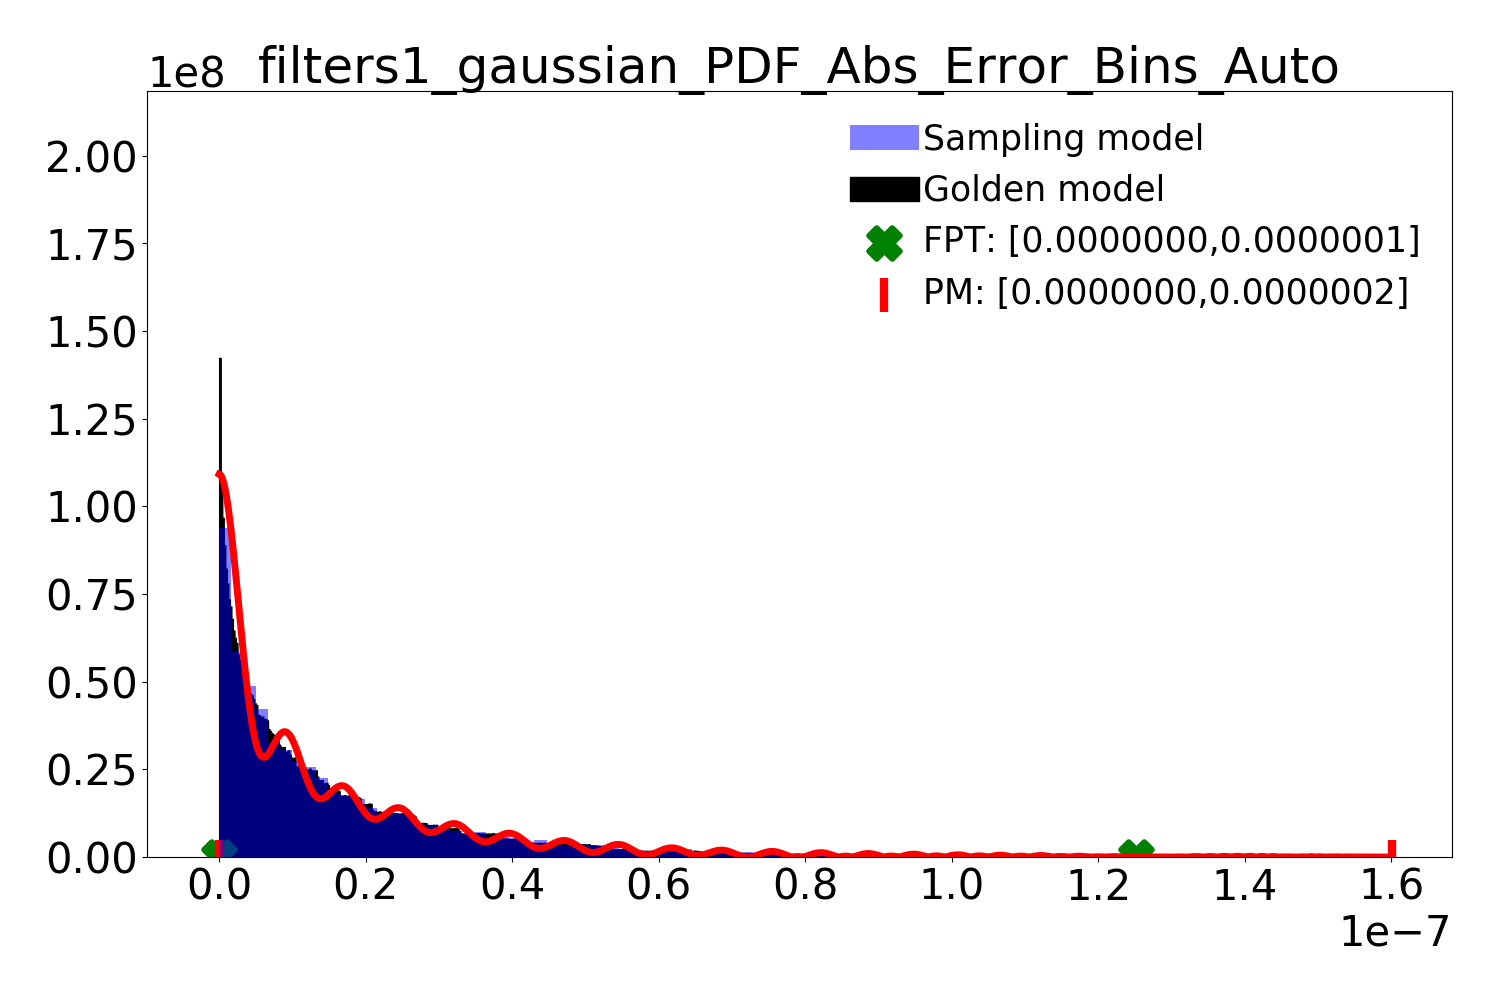 1e8 filters1_gaussian_PDF_Abs_Error_Bins_Auto
Sampling model
Golden model
FPT: [0.0000000,0.0000001]
PM: [0.0000000,0.0000002]
2.00
1.75
1.50
1.25
1.00
0.75
0.50
0.25
0.00
0.0 0.2 0.4 0.6 0.8 1.0 1.2 1.4 1.6
1e−7